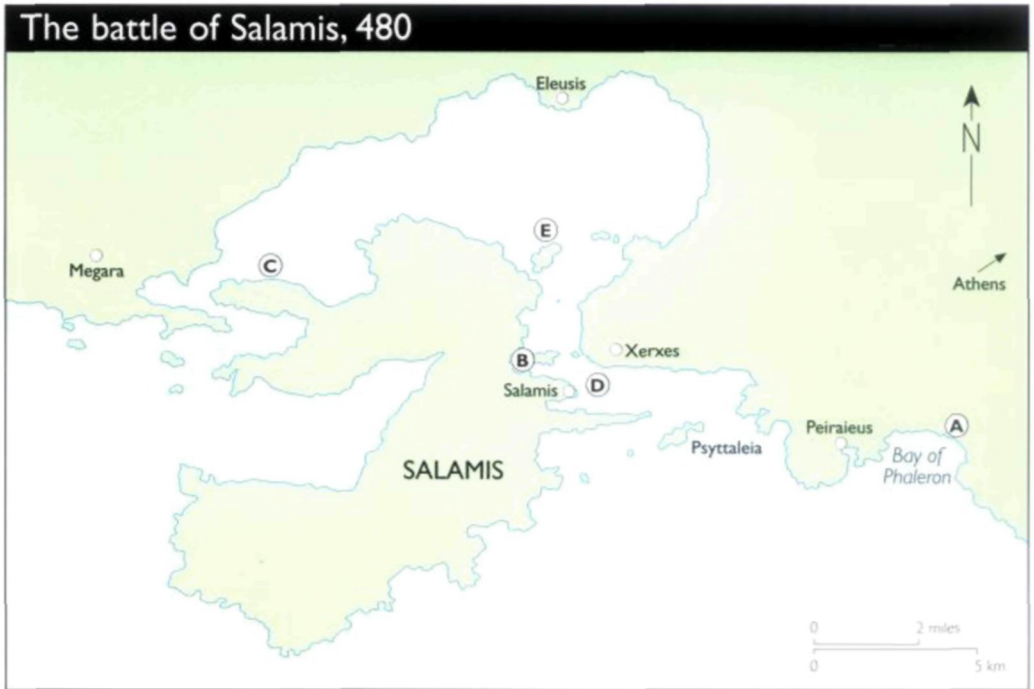 The battle of Salamis, 480
Eleusis
N
E
Megara
C
Athens
B
Xerxes
Salamis
D
Peiraieus
A
Psyttaleia
Bay of
Phaleron
SALAMIS
0 2 miles
0 5 km